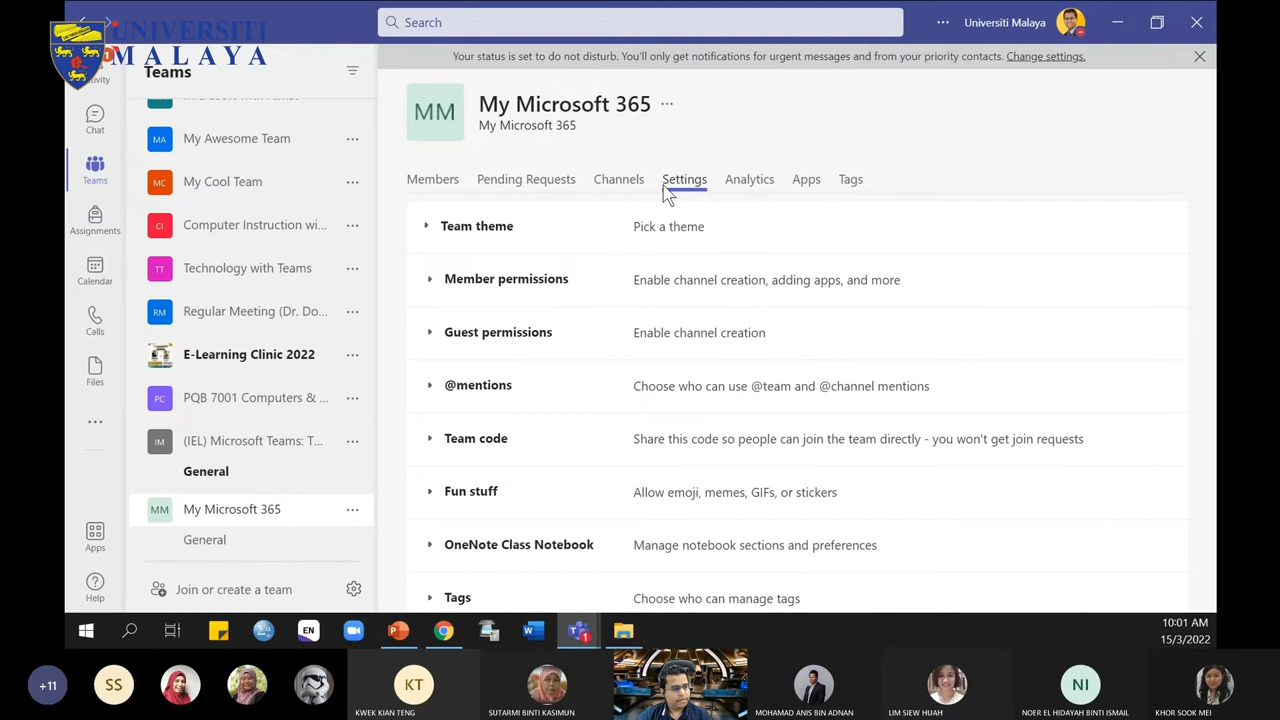 UNIVERSITI
MALAYA
Search
Universiti Malaya
Your status is set to do not disturb. You'll only get notifications for urgent messages and from your priority contacts. Change settings.
Teams
My Microsoft 365
My Microsoft 365
MM
Members
Pending Requests
Channels
Settings
Analytics
Apps
Tags
Chat
Teams
Assignments
Calendar
Calls
Files
Apps
Help
MA My Awesome Team
MC My Cool Team
CI Computer Instruction wi...
TT Technology with Teams
RM Regular Meeting (Dr. Do...
E-Learning Clinic 2022
PC PQB 7001 Computers & ...
IM (IEL) Microsoft Teams: T...
General
MM My Microsoft 365
General
Join or create a team
Team theme Pick a theme
Member permissions Enable channel creation, adding apps, and more
Guest permissions Enable channel creation
@mentions Choose who can use @team and @channel mentions
Team code Share this code so people can join the team directly - you won't get join requests
Fun stuff Allow emoji, memes, GIFs, or stickers
OneNote Class Notebook Manage notebook sections and preferences
Tags Choose who can manage tags
EN
1
10:01 AM
15/3/2022
+11
SS
KT
NI
KWEK KIAN TENG
SUTARMI BINTI KASIMUN
MOHAMAD ANIS BIN ADNAN
LIM SIEW HUAH
NOER EL HIDAYAH BINTI ISMAIL
KHOR SOOK MEI